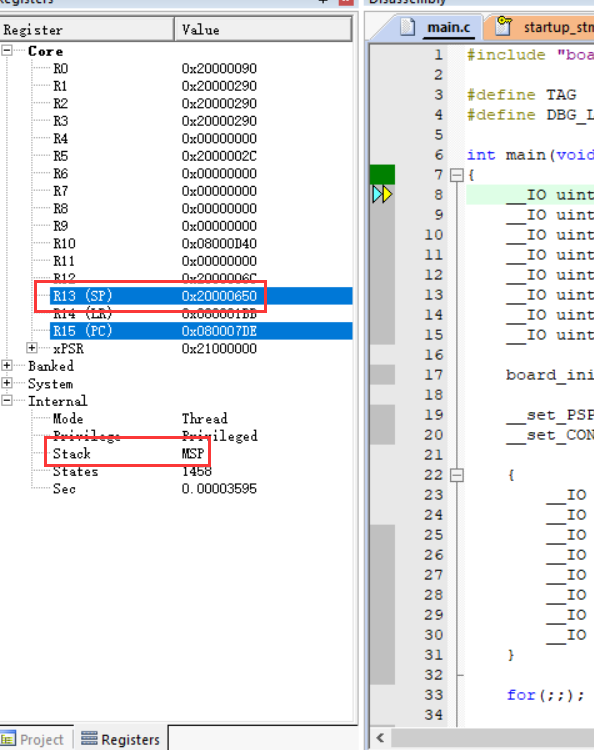 Registers
Register Value
Core
R0 0x20000090
R1 0x20000290
R2 0x20000290
R3 0x20000290
R4 0x00000000
R5 0x2000002C
R6 0x00000000
R7 0x00000000
R8 0x00000000
R9 0x00000000
R10 0x08000D40
R11 0x00000000
R12 0x2000006C
R13 (SP) 0x20000650
R14 (LR) 0x080001BB
R15 (PC) 0x080007DE
xPSR 0x21000000
Banked
System
Internal
Mode Thread
Privilege Privileged
Stack MSP
States 1458
Sec 0.00003595
Project Registers
Disassembly
main.c startup_stm
1 #include "boa
2
3 #define TAG
4 #define DBG_L
5
6 int main(void
7 {
8 __IO uint
9 __IO uint
10 __IO uint
11 __IO uint
12 __IO uint
13 __IO uint
14 __IO uint
15 __IO uint
16
17 board_ini
18
19 __set_PSP
20 __set_CON
21
22 {
23 __IO
24 __IO
25 __IO
26 __IO
27 __IO
28 __IO
29 __IO
30 __IO
31 }
32
33 for(;;);
34